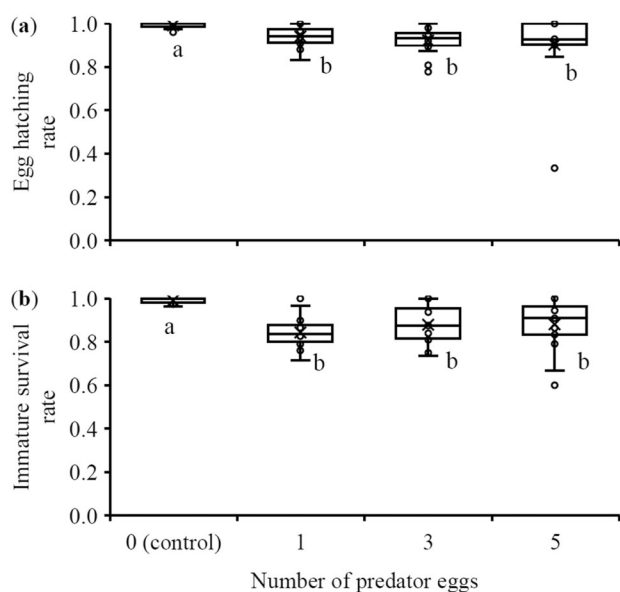 (a)
Egg hatching
rate
1.0
0.8
0.6
0.4
0.2
0.0
a
b
b
b
(b)
Immature survival
rate
1.0
0.8
0.6
0.4
0.2
0.0
a
b
b
b
0 (control)
1
3
5
Number of predator eggs